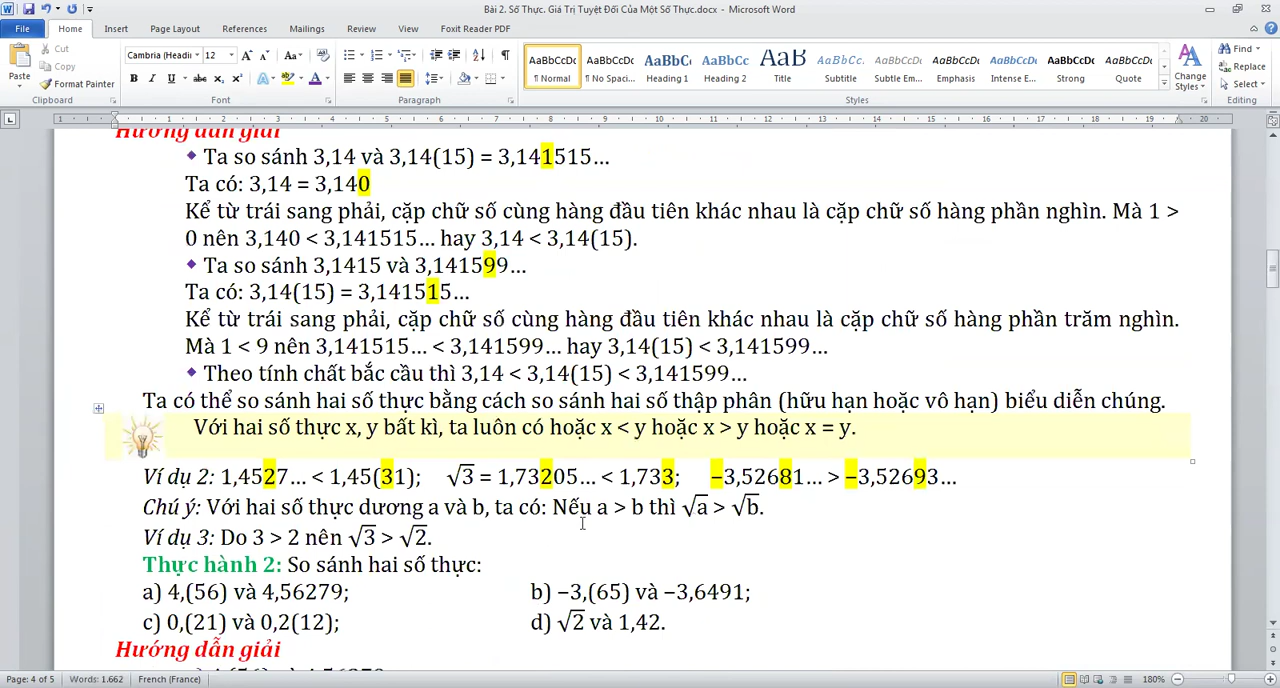 Bài 2. Số Thực. Giá Trị Tuyệt Đối Của Một Số Thực.docx - Microsoft Word
File Home Insert Page Layout References Mailings Review View Foxit Reader PDF
Cut
Copy
Format Painter
Paste
Clipboard
Cambria (Headi 12
Font
Paragraph
AaBbCcDc AaBbCcDc AaBbCc AaBbCc AaB AaBbCc. AaBbCcDc AaBbCcDc AaBbCcDc AaBbCcDc AaBbCcDc
¶ Normal ¶ No Spaci... Heading 1 Heading 2 Title Subtitle Subtle Em... Emphasis Intense E... Strong Quote
Styles
Change Styles
Find
Replace
Select
Editing
Hướng dẫn giải
◆ Ta so sánh 3,14 và 3,14(15) = 3,141515…
Ta có: 3,14 = 3,140
Kể từ trái sang phải, cặp chữ số cùng hàng đầu tiên khác nhau là cặp chữ số hàng phần nghìn. Mà 1 >
0 nên 3,140 < 3,141515… hay 3,14 < 3,14(15).
◆ Ta so sánh 3,1415 và 3,141599…
Ta có: 3,14(15) = 3,141515…
Kể từ trái sang phải, cặp chữ số cùng hàng đầu tiên khác nhau là cặp chữ số hàng phần trăm nghìn.
Mà 1 < 9 nên 3,141515… < 3,141599… hay 3,14(15) < 3,141599…
◆ Theo tính chất bắc cầu thì 3,14 < 3,14(15) < 3,141599…
Ta có thể so sánh hai số thực bằng cách so sánh hai số thập phân (hữu hạn hoặc vô hạn) biểu diễn chúng.
Với hai số thực x, y bất kì, ta luôn có hoặc x < y hoặc x > y hoặc x = y.
Ví dụ 2: 1,4527… < 1,45(31); √3 = 1,73205… < 1,733; −3,52681… > −3,52693…
Chú ý: Với hai số thực dương a và b, ta có: Nếu a > b thì √a > √b.
Ví dụ 3: Do 3 > 2 nên √3 > √2.
Thực hành 2: So sánh hai số thực:
a) 4,(56) và 4,56279; b) −3,(65) và −3,6491;
c) 0,(21) và 0,2(12); d) √2 và 1,42.
Hướng dẫn giải
Page: 4 of 5 Words: 1.662 French (France) 180%